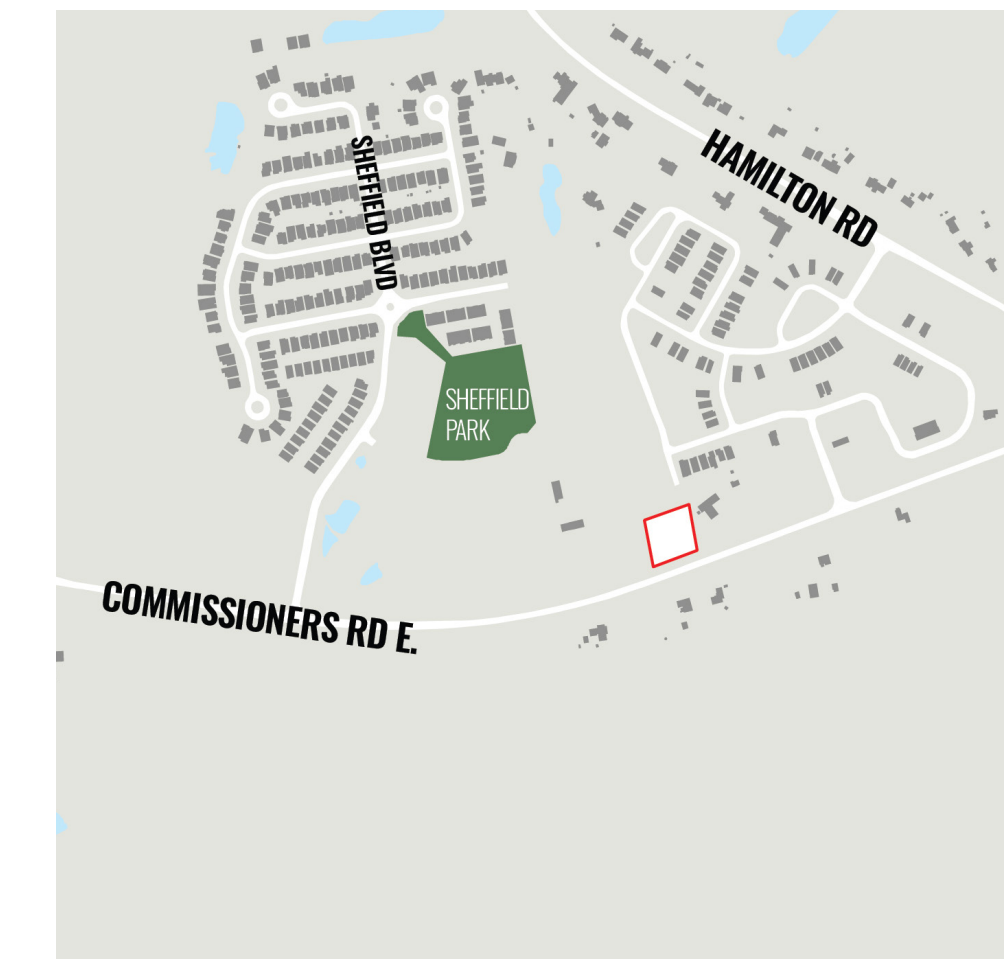 HAMILTON RD
SHEFFIELD BLVD
SHEFFIELD
PARK
COMMISSIONERS RD E.